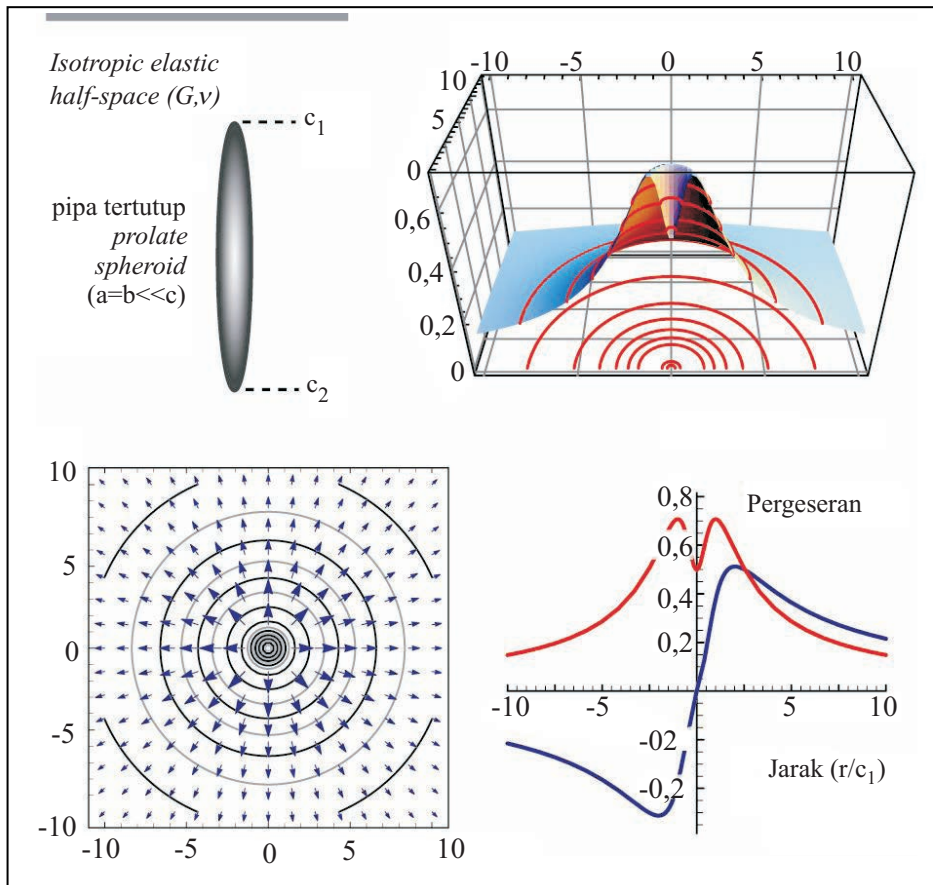 Isotropic elastic
half-space (G,ν)
c1
pipa tertutup
prolate
spheroid
(a=b<<c)
c2
-10 -5 0 5 10
10
5
0
0,6
0,4
0,2
0
10
5
0
-5
-10
-10 -5 0 5 10
0,8
0,6
0,4
0,2
-02
-0,2
-10 -5 5 10
Pergeseran
Jarak (r/c1)